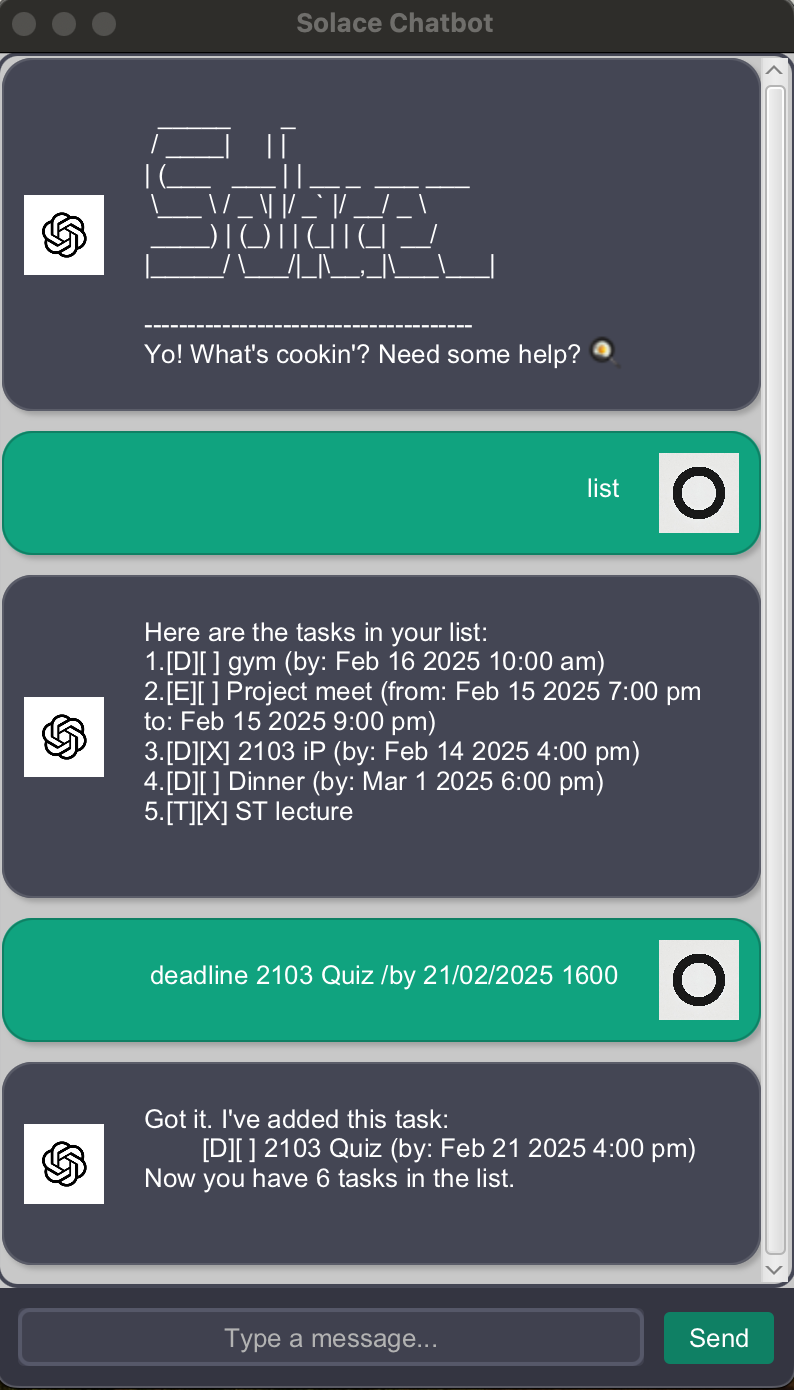 Solace Chatbot
  _____       _
 / ____|     | |
| (___   ___ | | __ _  ___ ___
 \___ \ / _ \| |/ _` |/ __/ _ \
 ____) | (_) | | (_| | (_|  __/
|_____/ \___/|_|\__,_|\___\___|
--------------------------------------
Yo! What's cookin'? Need some help? 🍳
list
Here are the tasks in your list:
1.[D][ ] gym (by: Feb 16 2025 10:00 am)
2.[E][ ] Project meet (from: Feb 15 2025 7:00 pm
to: Feb 15 2025 9:00 pm)
3.[D][X] 2103 iP (by: Feb 14 2025 4:00 pm)
4.[D][ ] Dinner (by: Mar 1 2025 6:00 pm)
5.[T][X] ST lecture
deadline 2103 Quiz /by 21/02/2025 1600
Got it. I've added this task:
[D][ ] 2103 Quiz (by: Feb 21 2025 4:00 pm)
Now you have 6 tasks in the list.
Type a message...
Send